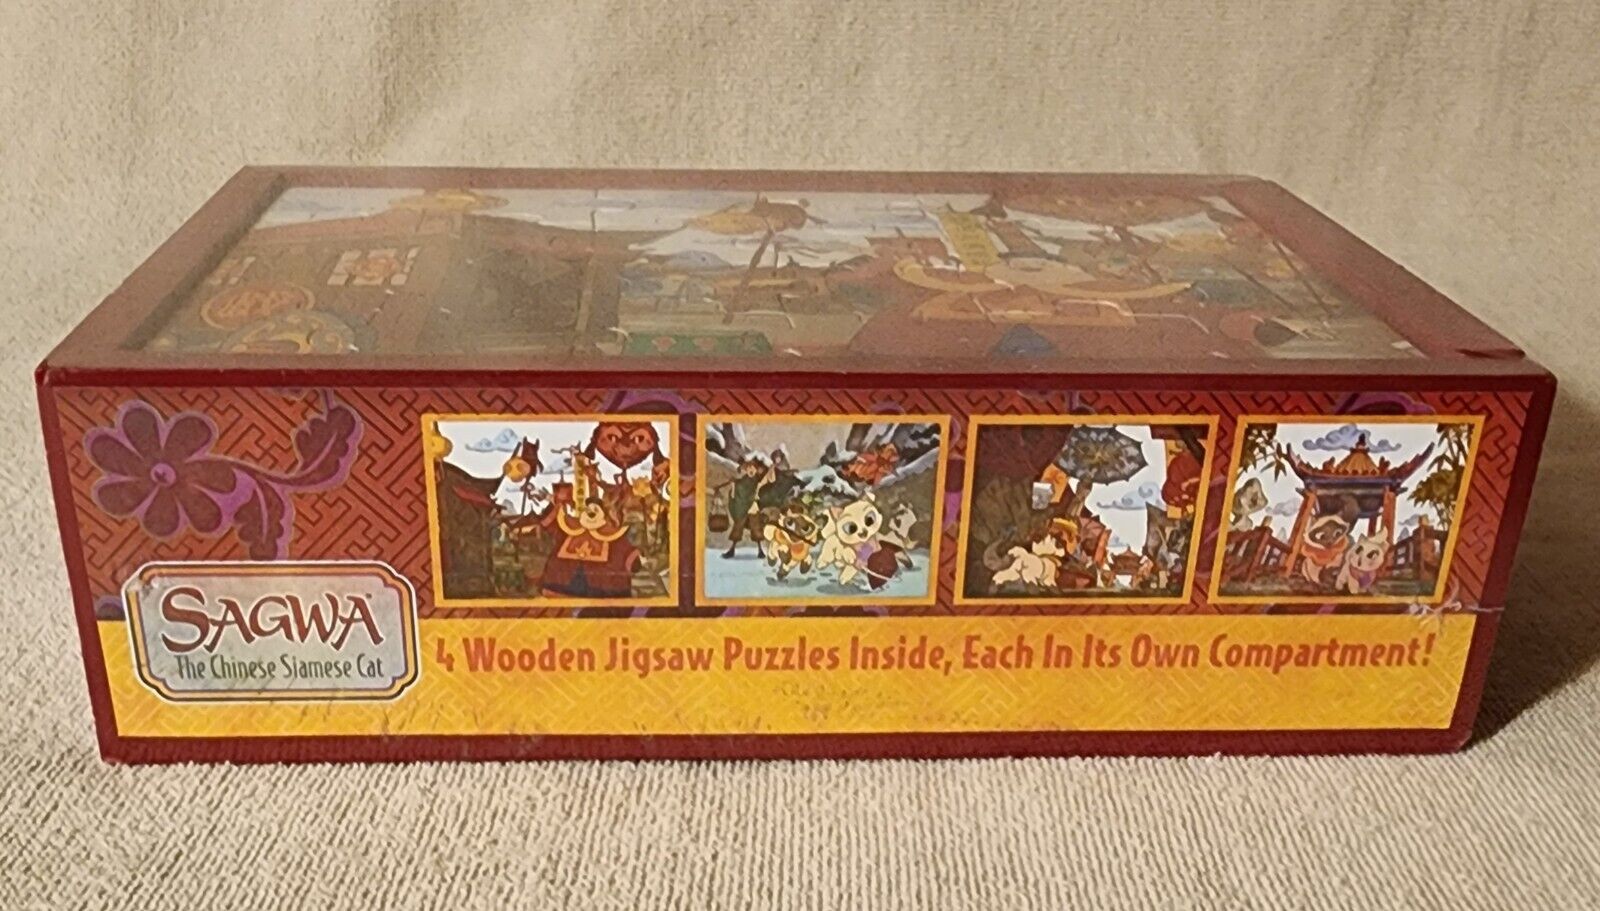 SAGWA
The Chinese Siamese Cat
4 Wooden Jigsaw Puzzles Inside, Each In Its Own Compartment!